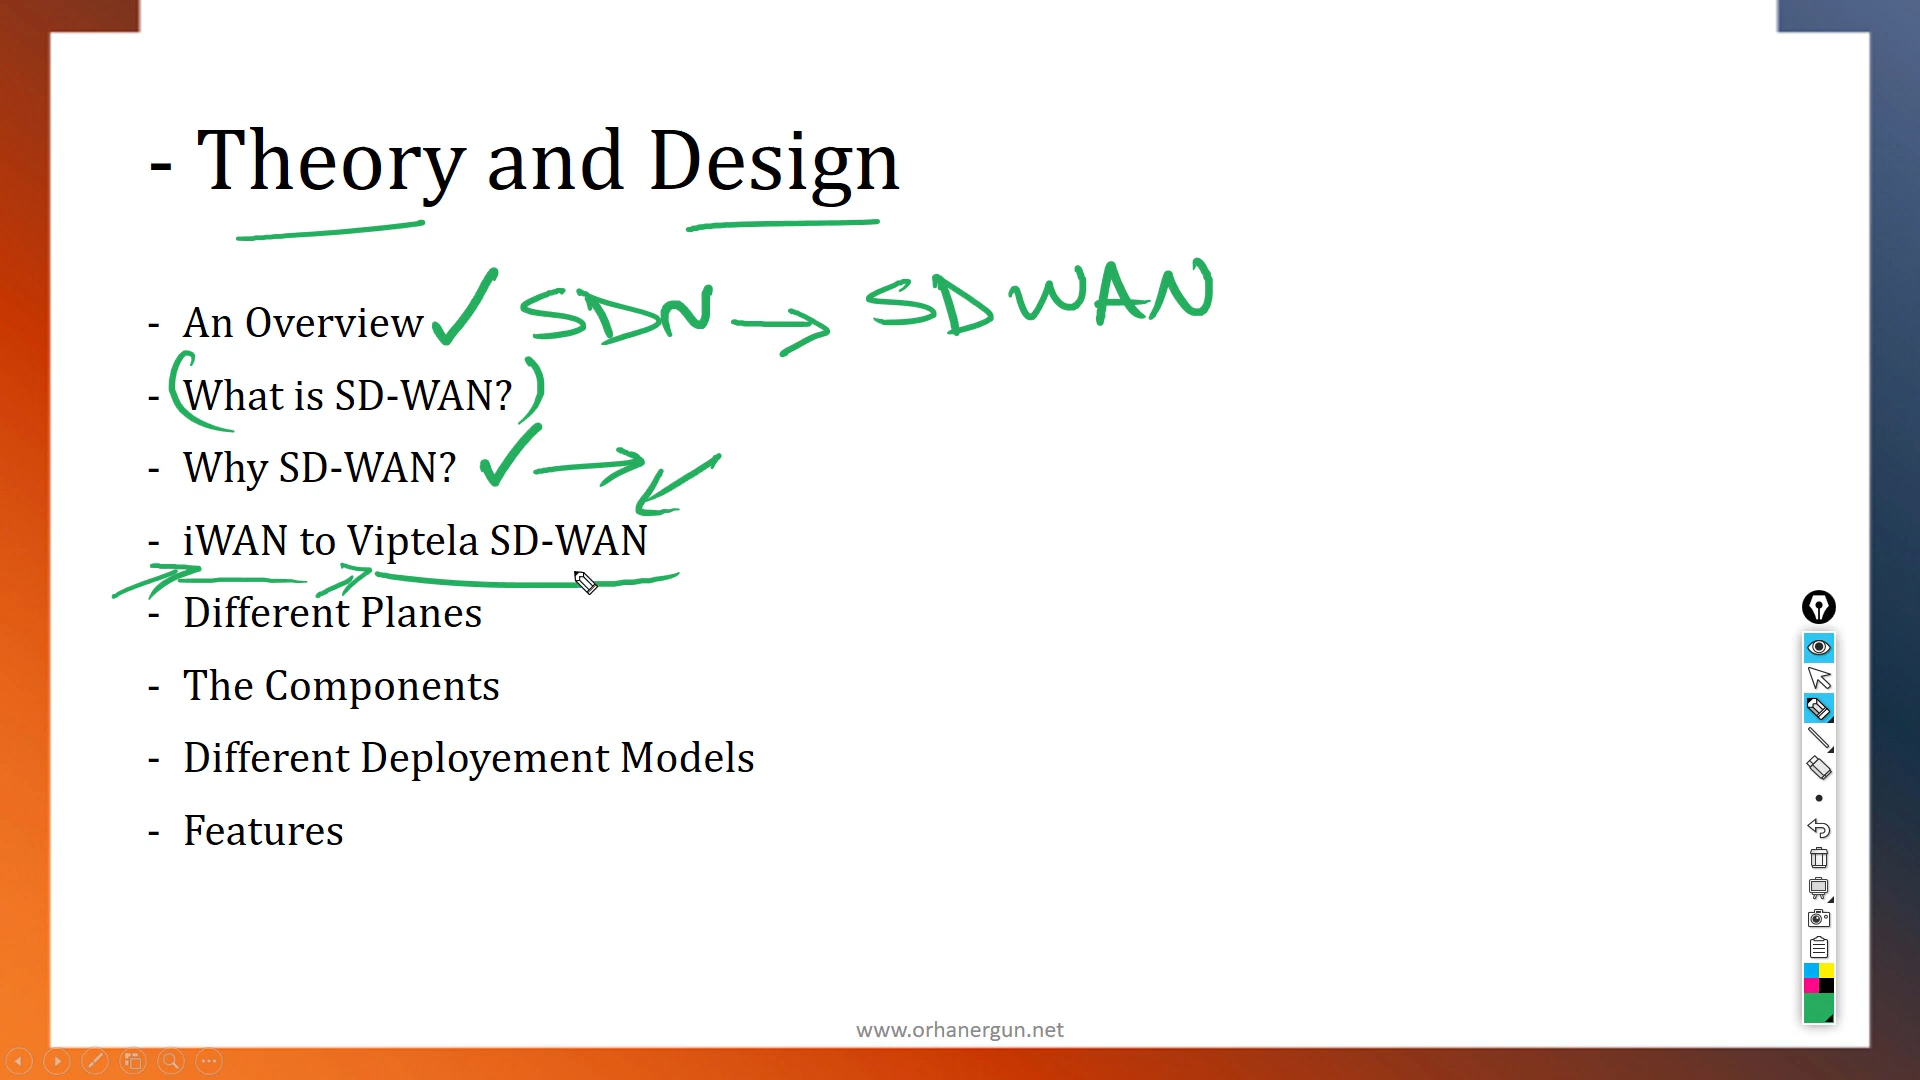 - Theory and Design
- An Overview SDN → SDWAN
- What is SD-WAN?
- Why SD-WAN?
- iWAN to Viptela SD-WAN
- Different Planes
- The Components
- Different Deployement Models
- Features
www.orhanergun.net